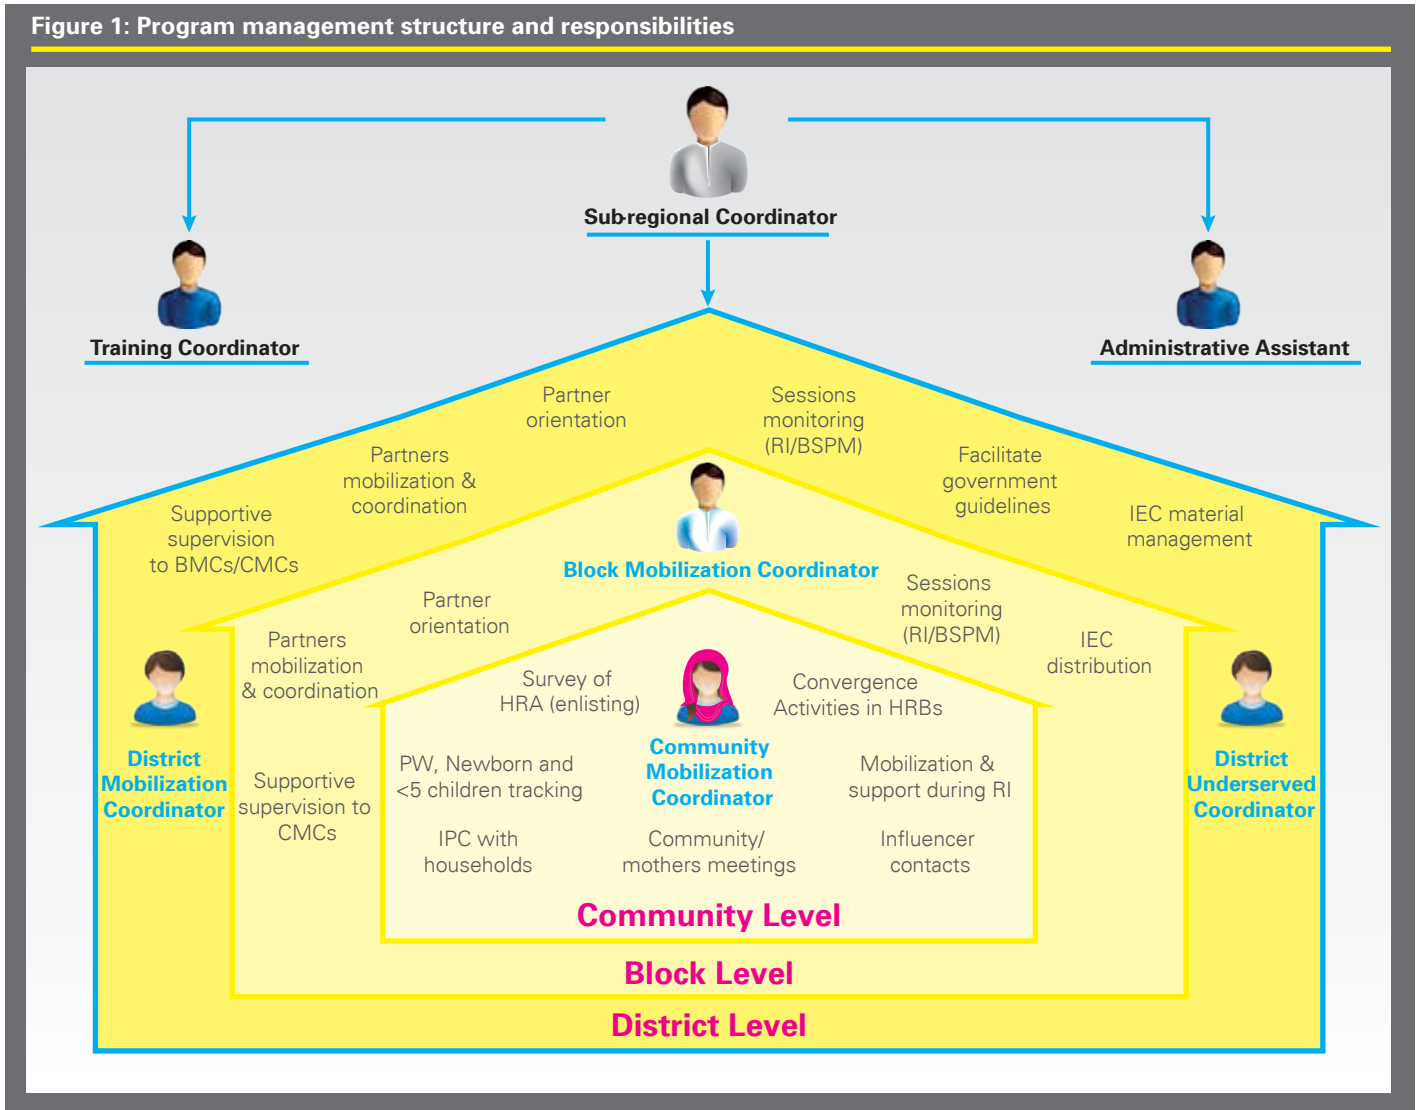 Figure 1: Program management structure and responsibilities
Sub-regional Coordinator
Training Coordinator
Administrative Assistant
Partner
orientation
Sessions
monitoring
(RI/BSPM)
Partners
mobilization &
coordination
Facilitate
government
guidelines
Supportive
supervision
to BMCs/CMCs
IEC material
management
Block Mobilization Coordinator
Partner
orientation
Sessions
monitoring
(RI/BSPM)
Partners
mobilization
& coordination
IEC
distribution
Survey of
HRA (enlisting)
Convergence
Activities in HRBs
District
Mobilization
Coordinator
Supportive
supervision to
CMCs
PW, Newborn and
<5 children tracking
Community
Mobilization
Coordinator
Mobilization &
support during RI
District
Underserved
Coordinator
IPC with
households
Community/
mothers meetings
Influencer
contacts
Community Level
Block Level
District Level